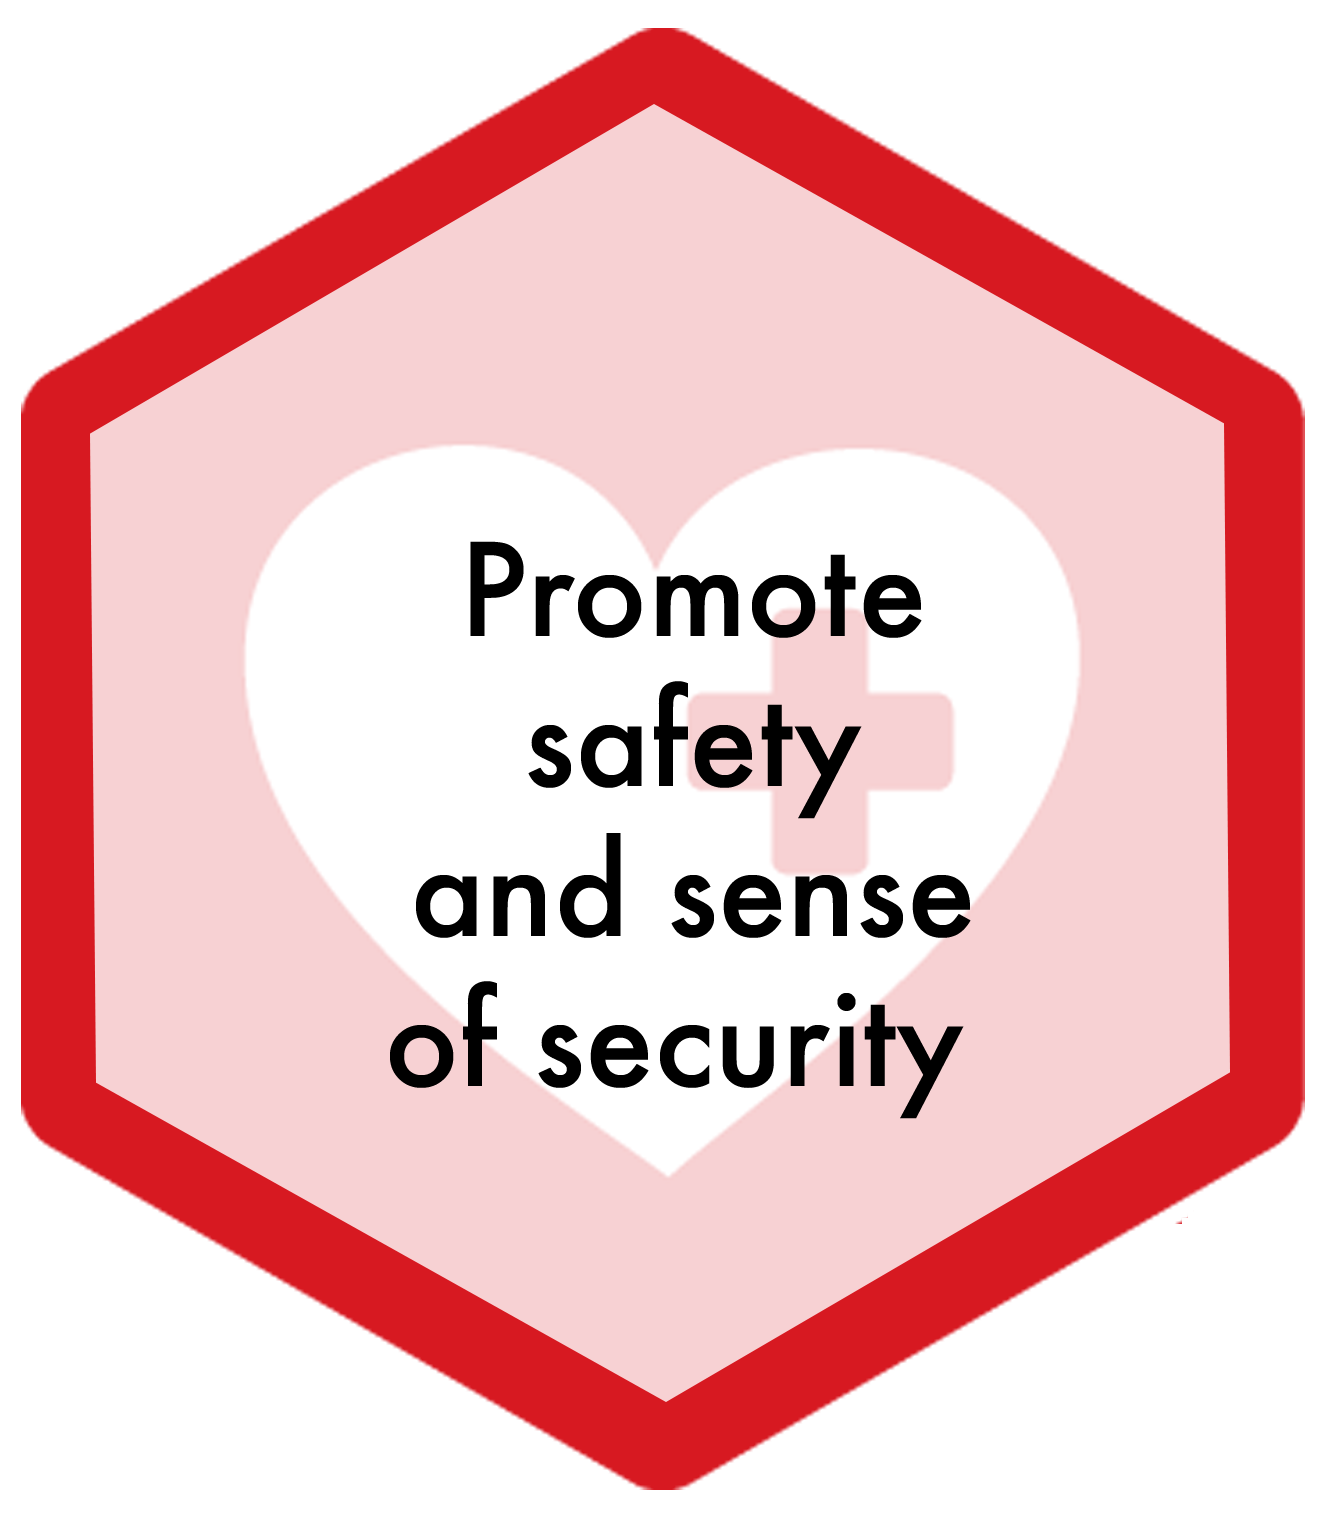 Promote
safety
and sense
of security